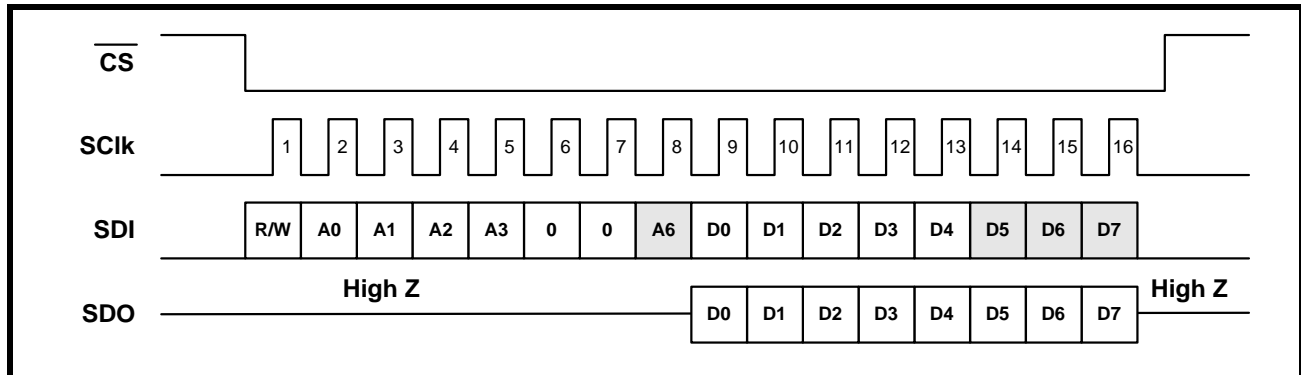 CS
SClk 1 2 3 4 5 6 7 8 9 10 11 12 13 14 15 16
SDI R/W A0 A1 A2 A3 0 0 A6 D0 D1 D2 D3 D4 D5 D6 D7
High Z High Z
SDO D0 D1 D2 D3 D4 D5 D6 D7